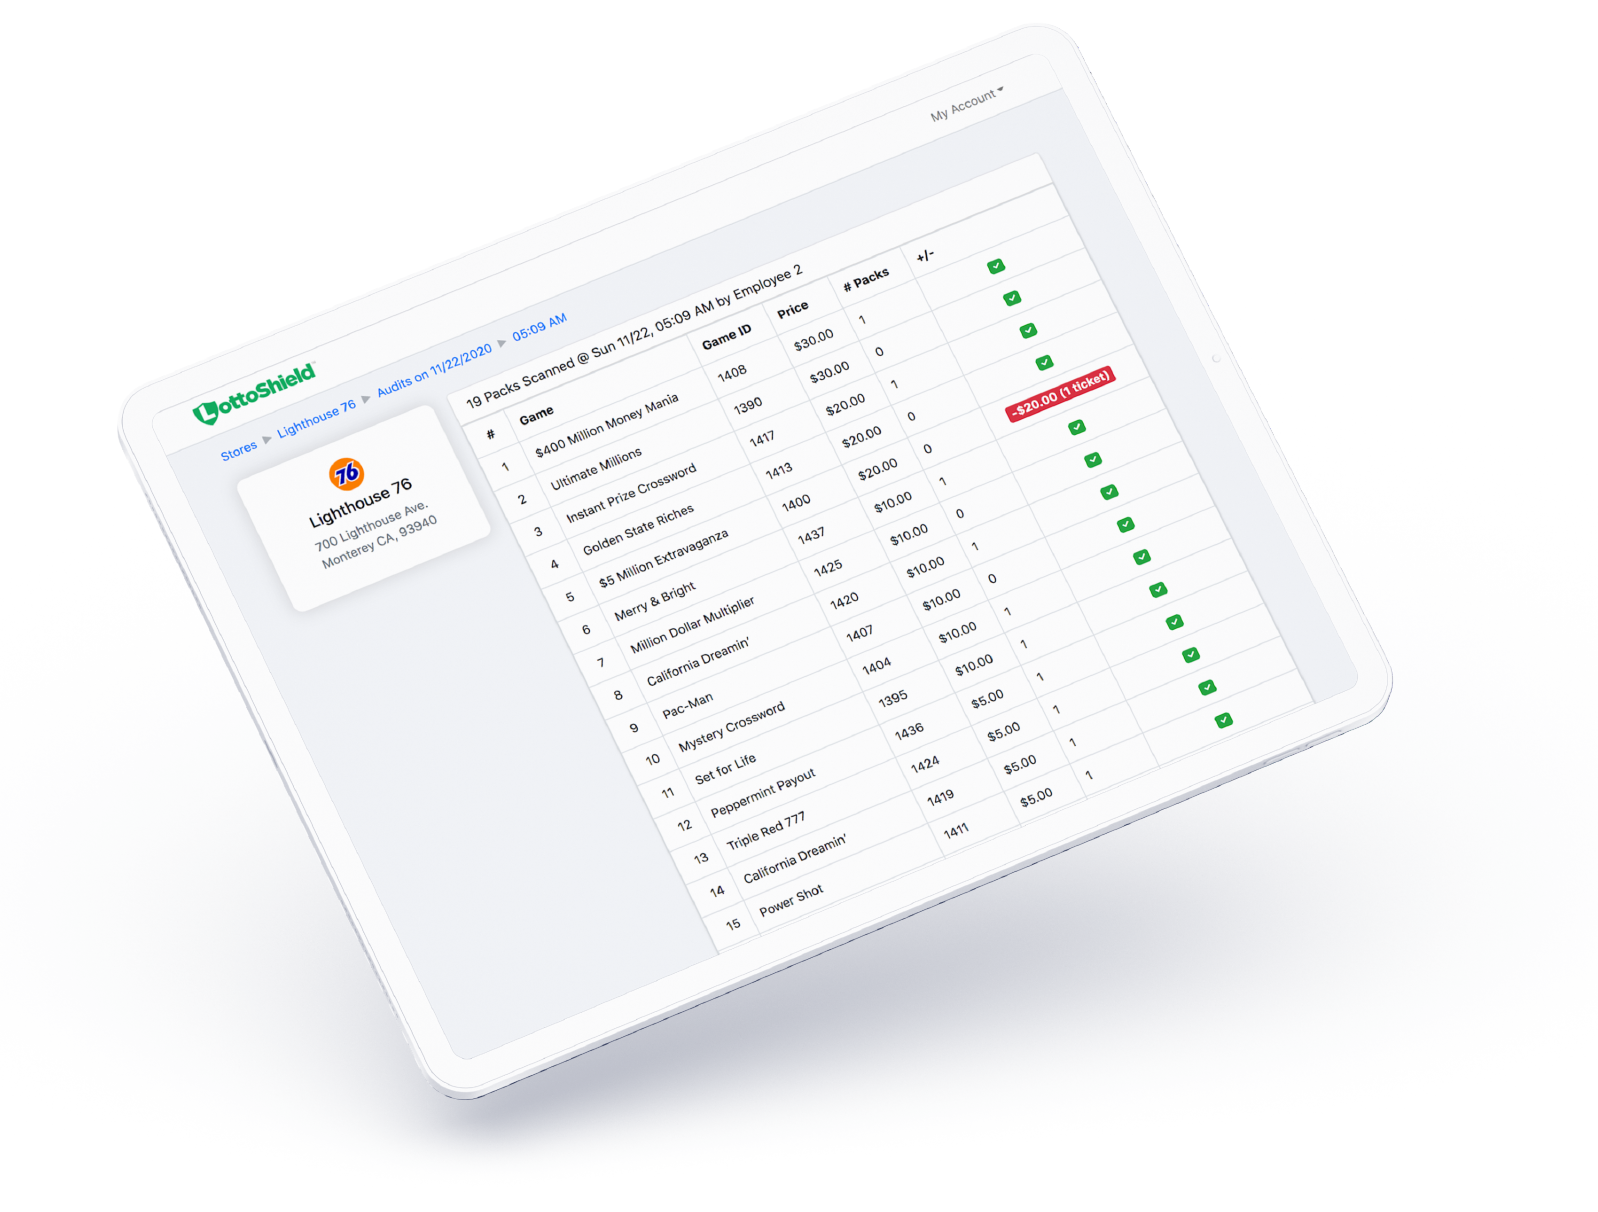 My Account
LottoShield™
Stores ▶ Lighthouse 76 ▶ Audits on 11/22/2020 ▶ 05:09 AM
76
Lighthouse 76
700 Lighthouse Ave.
Monterey CA, 93940
19 Packs Scanned @ Sun 11/22, 05:09 AM by Employee 2
# Game Game ID Price # Packs +/-
1 $400 Million Money Mania 1408 $30.00 1
2 Ultimate Millions 1390 $30.00 0
3 Instant Prize Crossword 1417 $20.00 1
4 Golden State Riches 1413 $20.00 0
5 $5 Million Extravaganza 1400 $20.00 0 -$20.00 (1 ticket)
6 Merry & Bright 1437 $10.00 1
7 Million Dollar Multiplier 1425 $10.00 0
8 California Dreamin' 1420 $10.00 1
9 Pac-Man 1407 $10.00 0
10 Mystery Crossword 1404 $10.00 1
11 Set for Life 1395 $10.00 1
12 Peppermint Payout 1436 $5.00 1
13 Triple Red 777 1424 $5.00 1
14 California Dreamin' 1419 $5.00 1
15 Power Shot 1411 $5.00 1